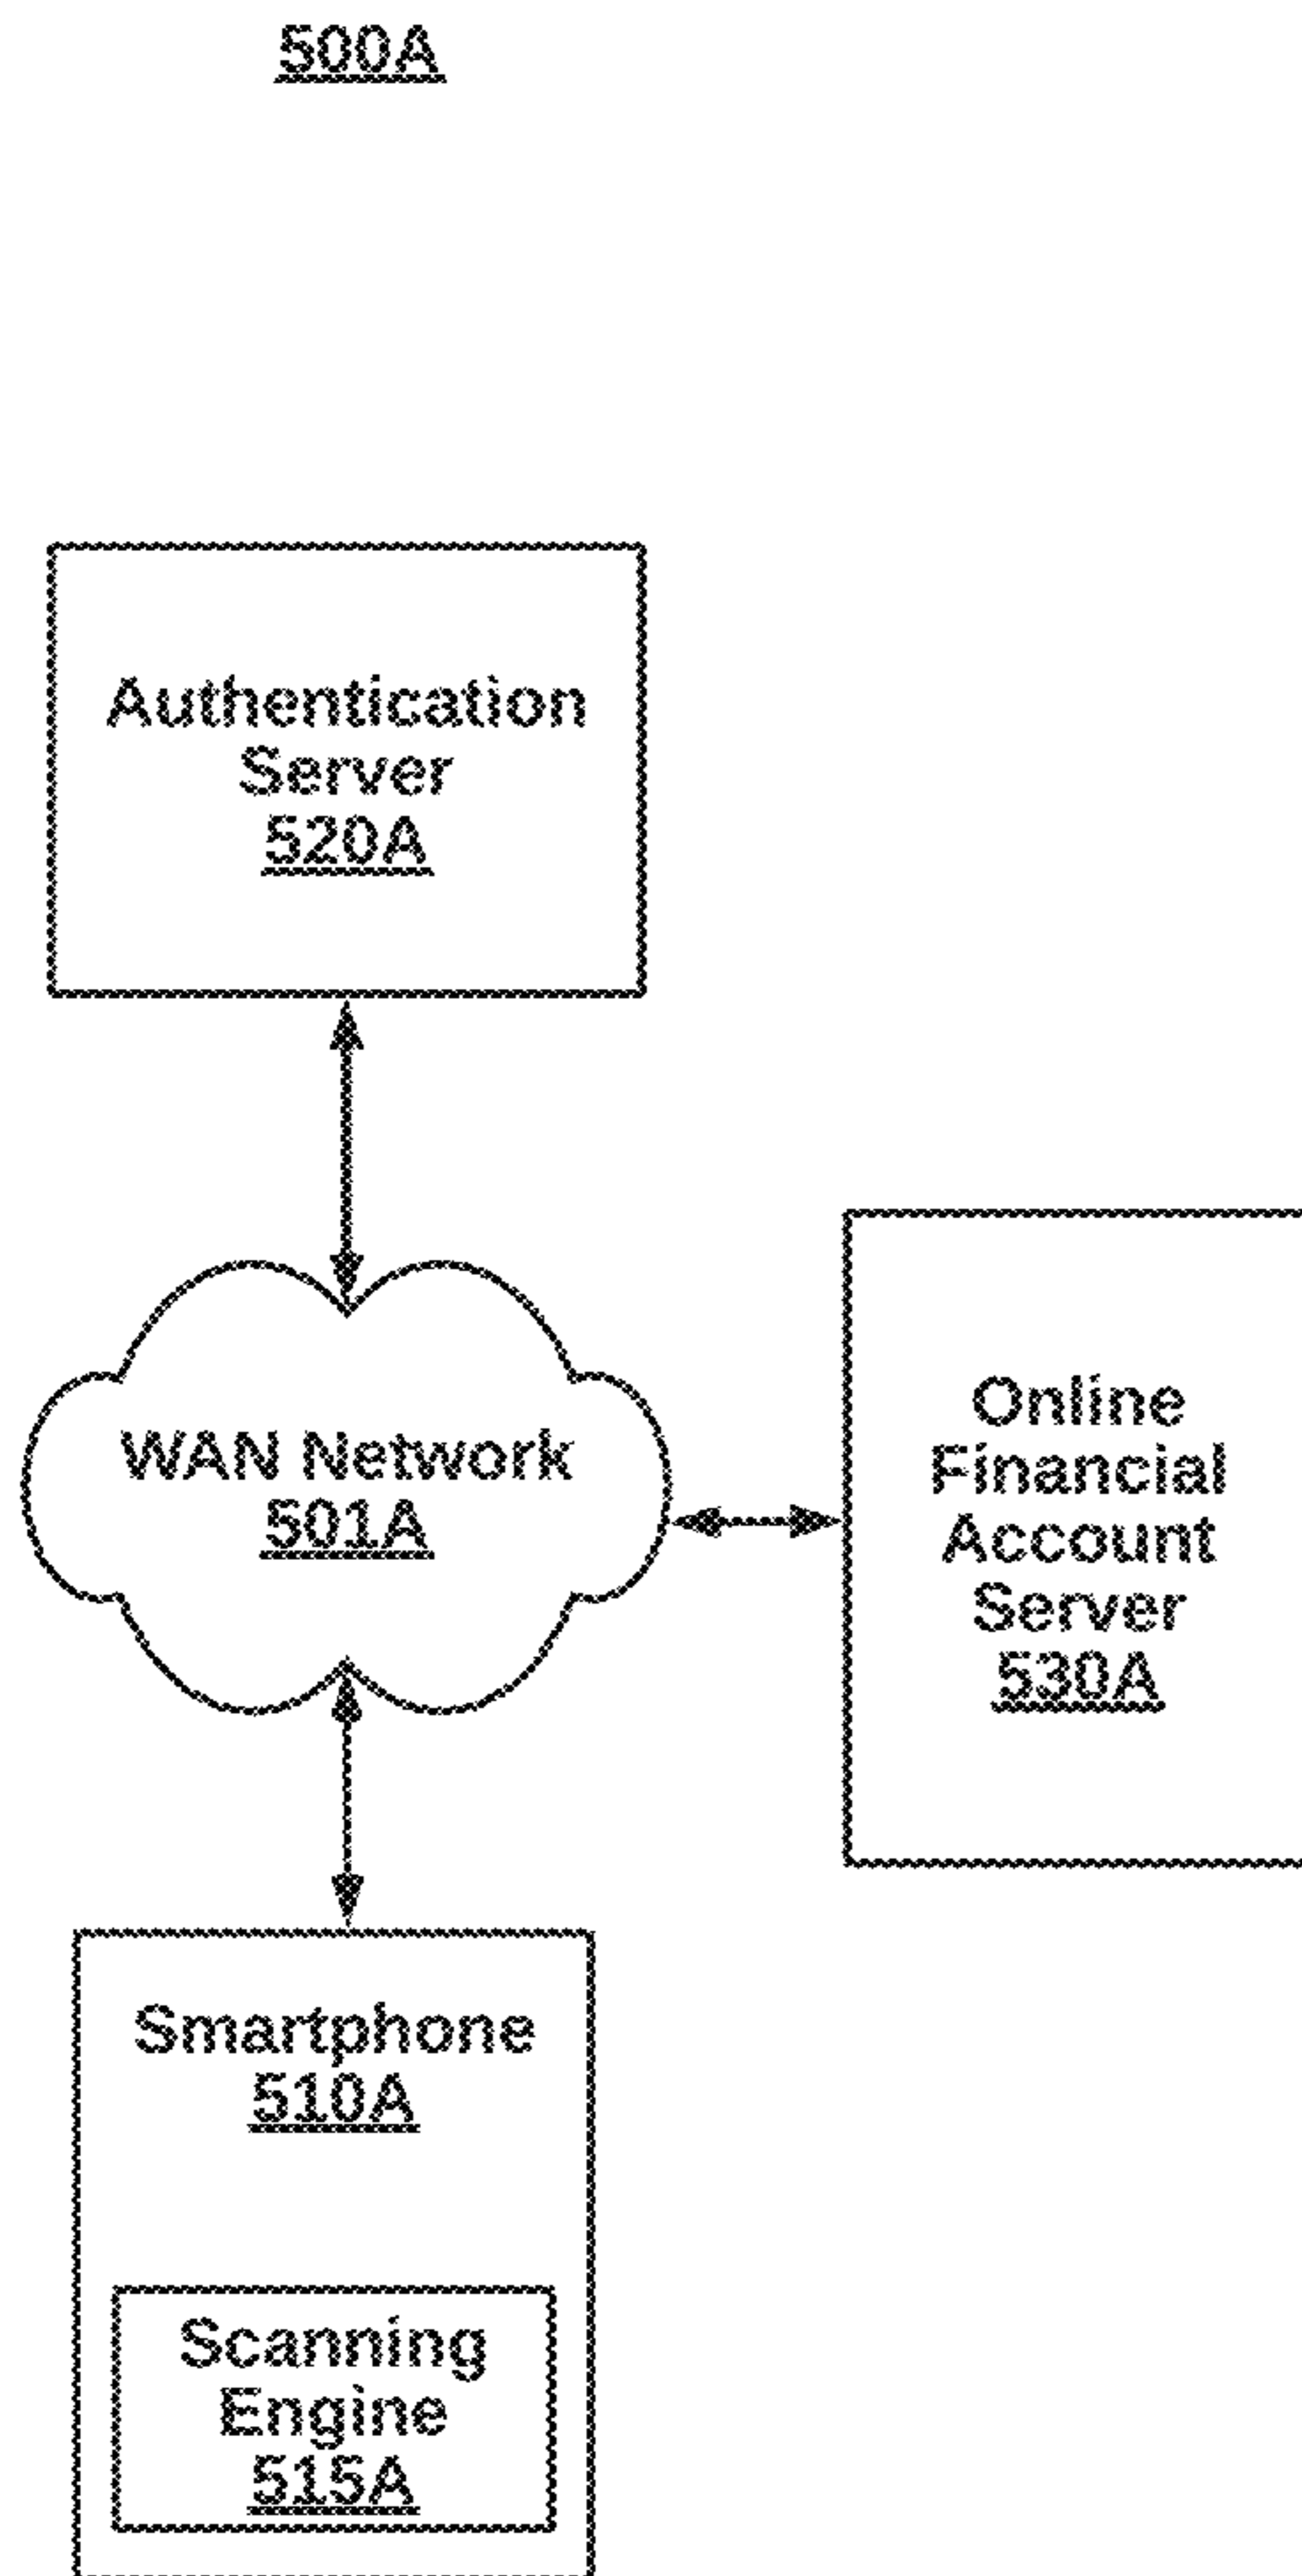 500A
Authentication
Server
520A
WAN Network
501A
Online
Financial
Account
Server
530A
Smartphone
510A
Scanning
Engine
515A